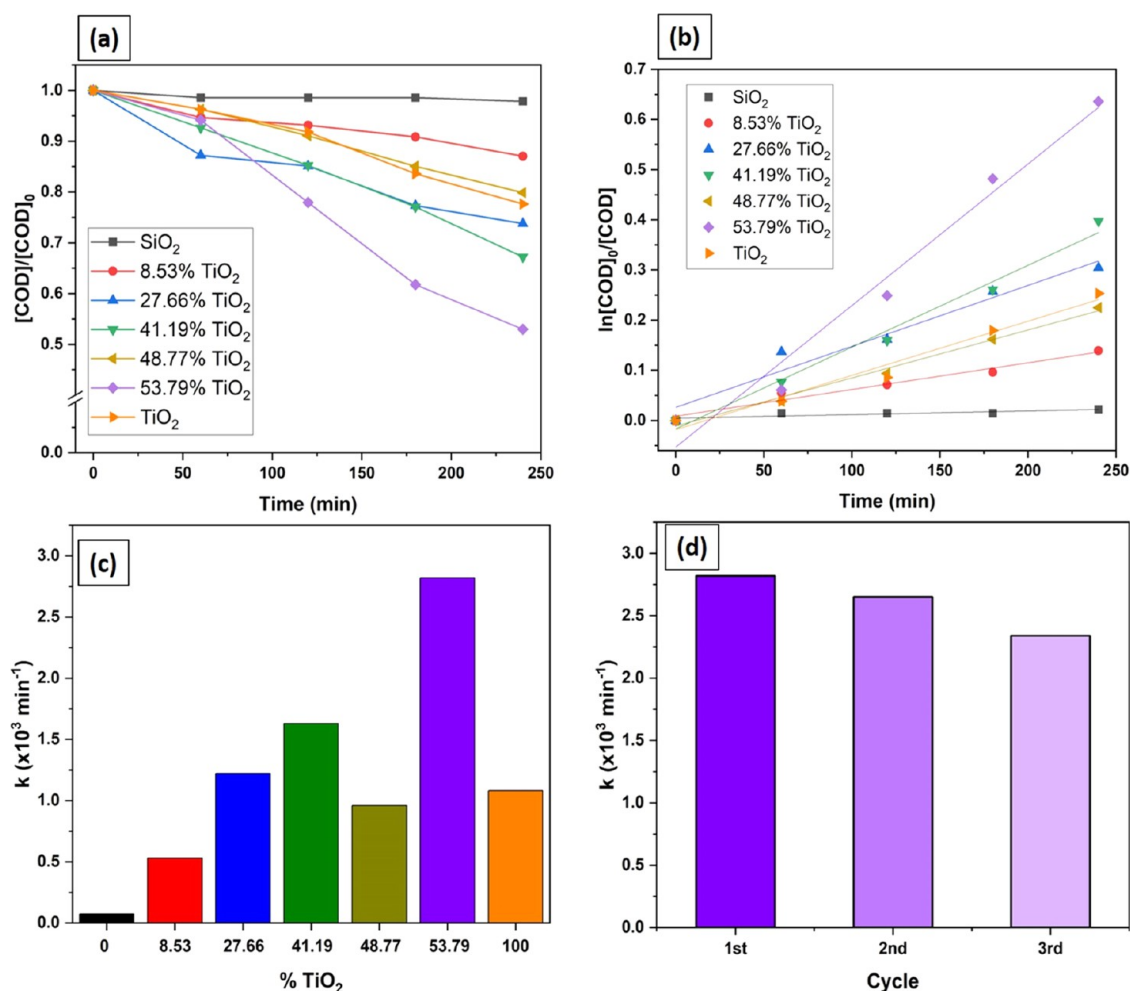 (a)
[COD]/[COD]₀
1.0
0.9
0.8
0.7
0.6
0.5
0.0
SiO₂
8.53% TiO₂
27.66% TiO₂
41.19% TiO₂
48.77% TiO₂
53.79% TiO₂
TiO₂
0 50 100 150 200 250
Time (min)
(b)
ln[COD]₀/[COD]
0.7
0.6
0.5
0.4
0.3
0.2
0.1
0.0
SiO₂
8.53% TiO₂
27.66% TiO₂
41.19% TiO₂
48.77% TiO₂
53.79% TiO₂
TiO₂
0 50 100 150 200 250
Time (min)
(c)
k (x10³ min⁻¹)
3.0
2.5
2.0
1.5
1.0
0.5
0.0
0 8.53 27.66 41.19 48.77 53.79 100
% TiO₂
(d)
k (x10³ min⁻¹)
3.0
2.5
2.0
1.5
1.0
0.5
0.0
1st 2nd 3rd
Cycle